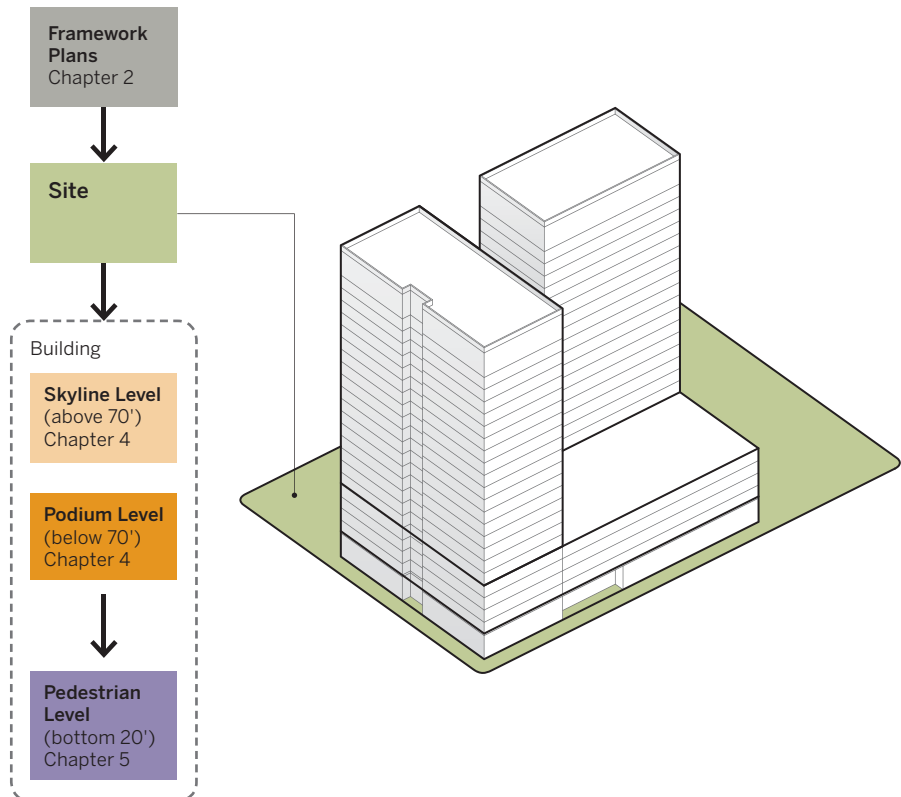 Framework
Plans
Chapter 2
Site
Building
Skyline Level
(above 70')
Chapter 4
Podium Level
(below 70')
Chapter 4
Pedestrian
Level
(bottom 20')
Chapter 5